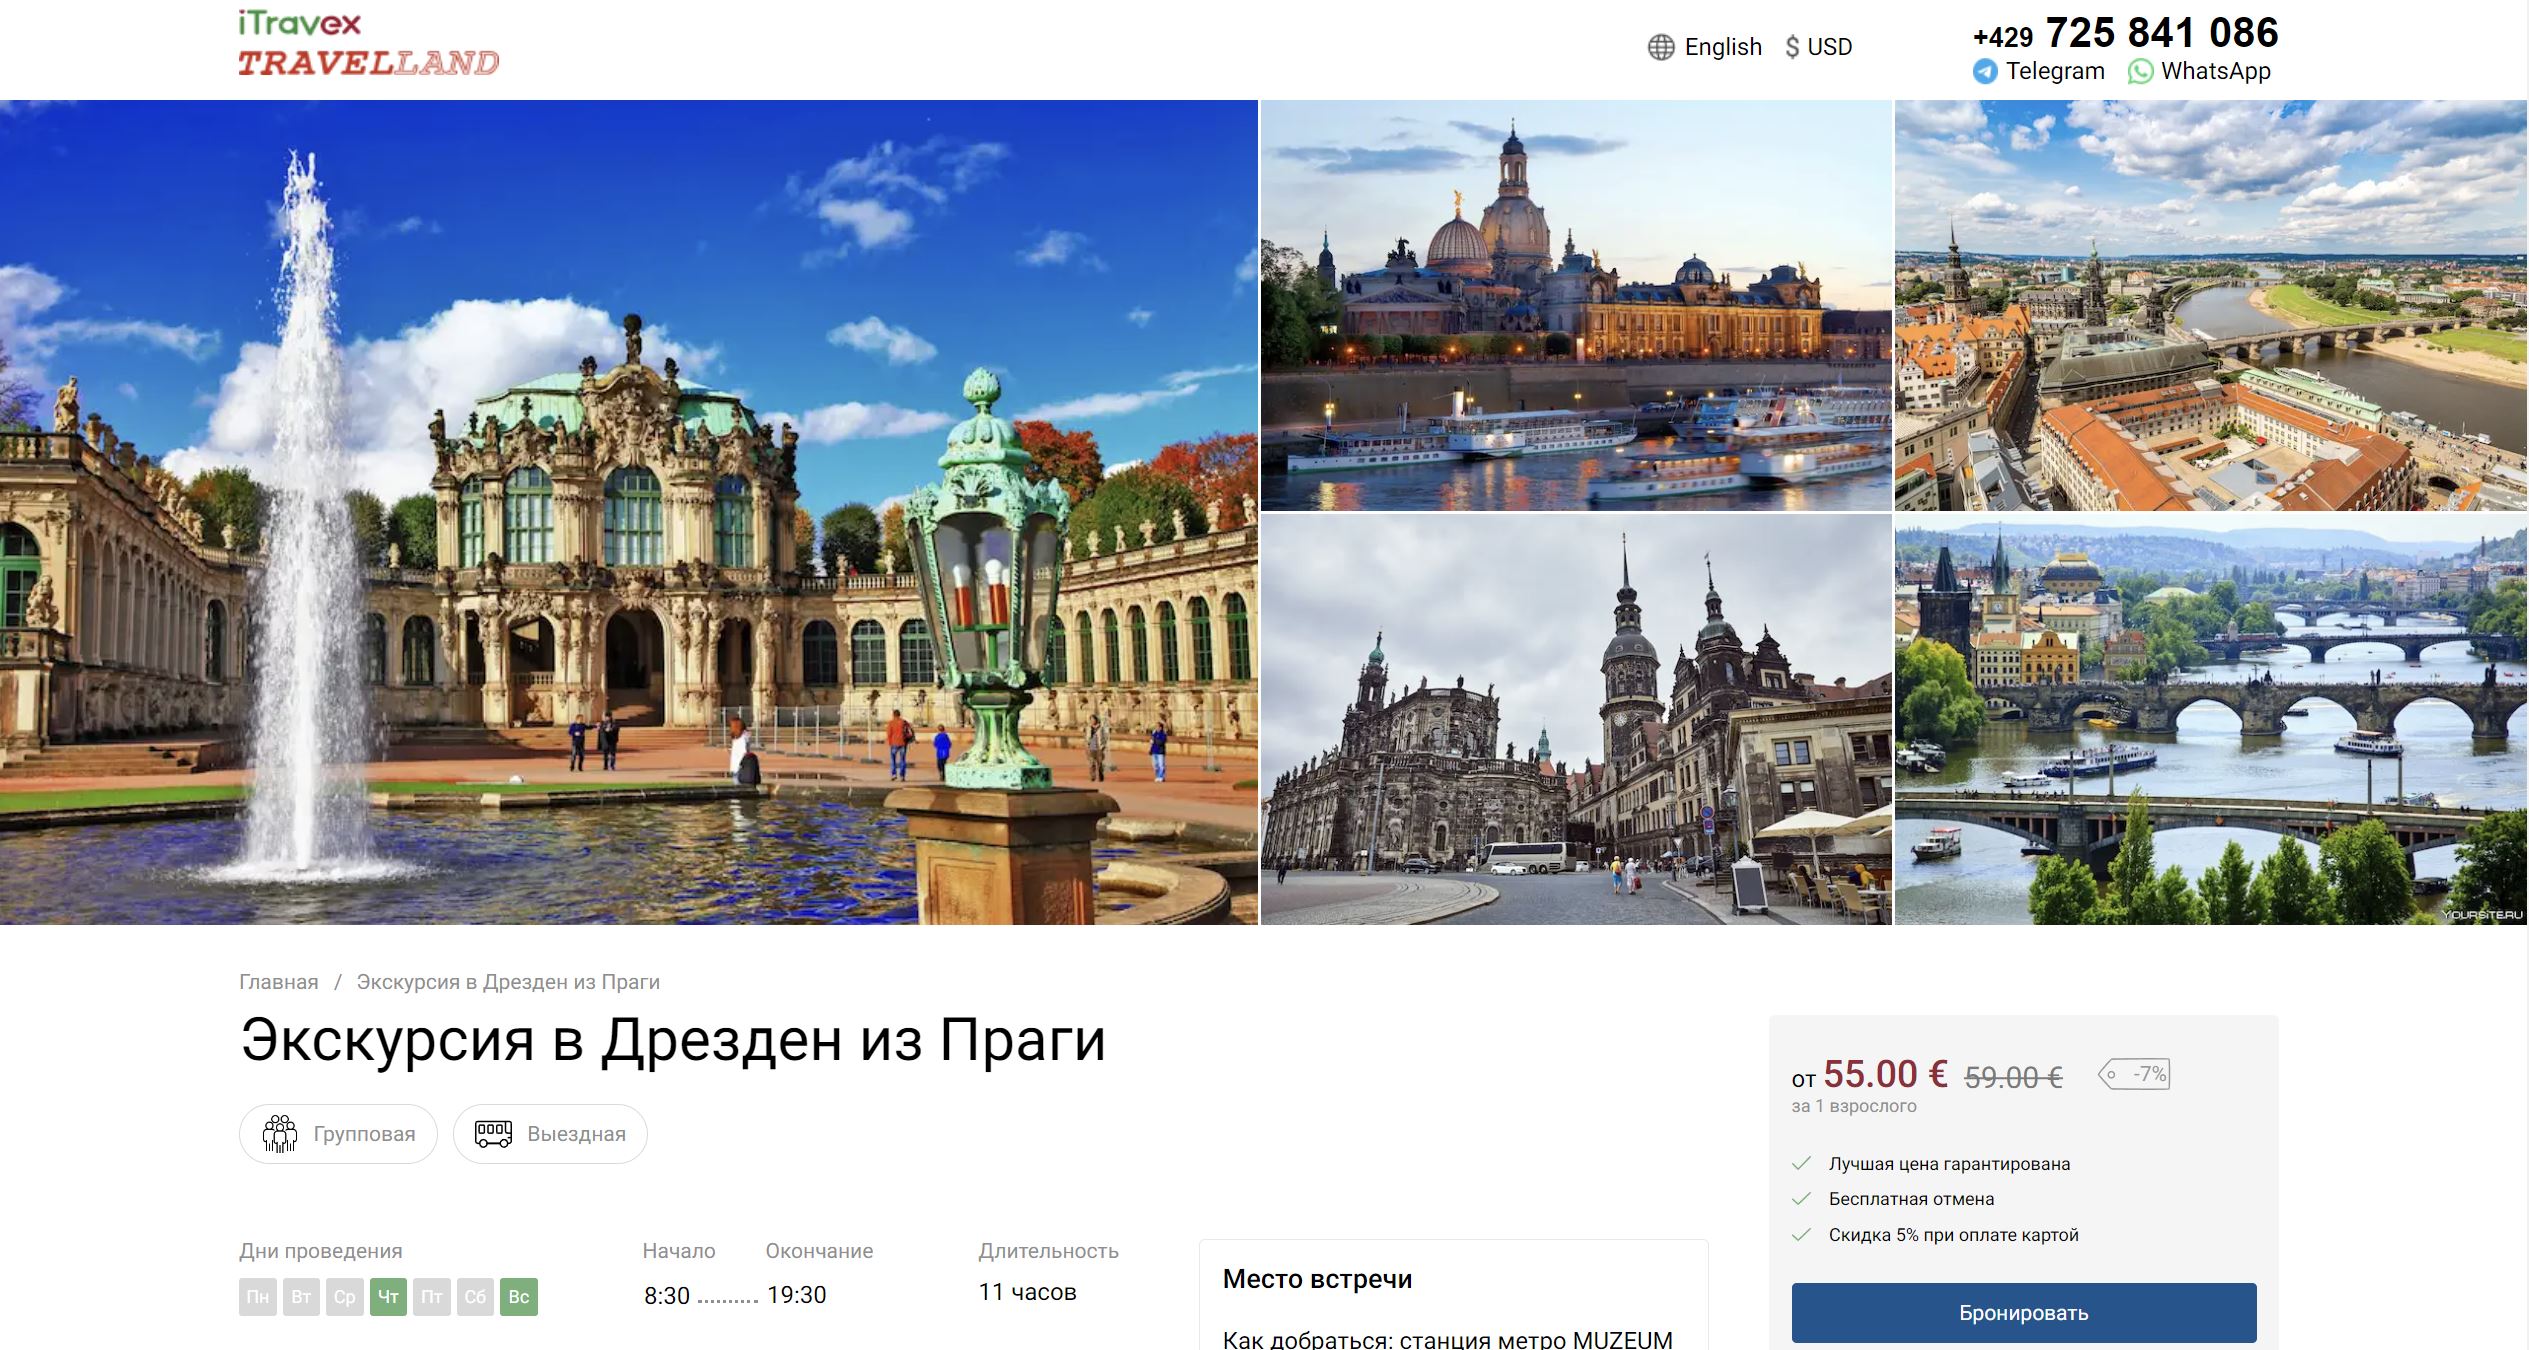 iTravex
TRAVELLAND
English $ USD
+429 725 841 086
Telegram WhatsApp
YOURSITE.RU
Главная / Экскурсия в Дрезден из Праги
Экскурсия в Дрезден из Праги
Групповая Выездная
от 55.00 € 59.00 € -7%
за 1 взрослого
Лучшая цена гарантирована
Бесплатная отмена
Скидка 5% при оплате картой
Бронировать
Дни проведения
Пн Вт Ср Чт Пт Сб Вс
Начало Окончание
8:30 .......... 19:30
Длительность
11 часов
Место встречи
Как добраться: станция метро MUZEUM